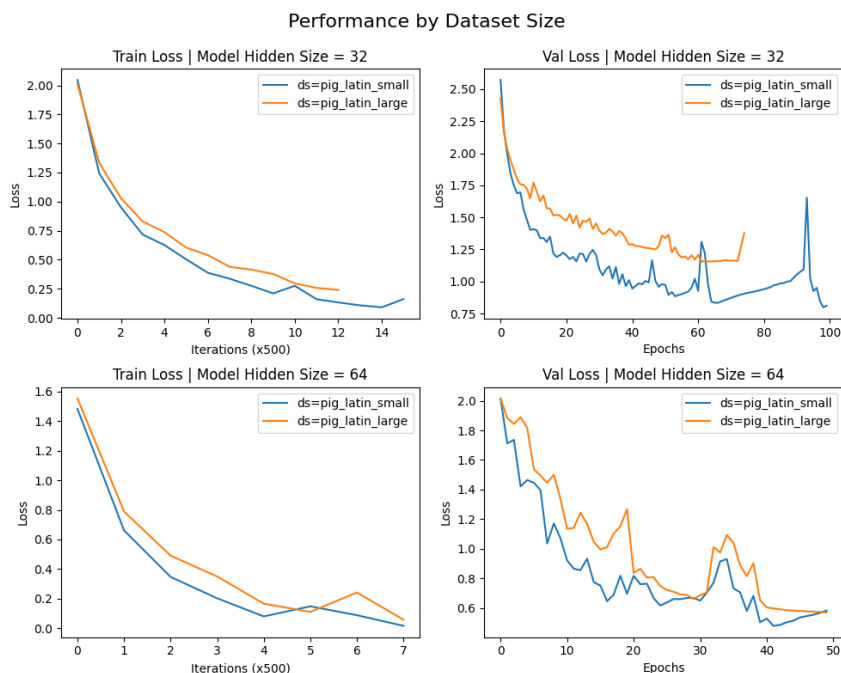 Performance by Dataset Size
Train Loss | Model Hidden Size = 32
Loss
2.00
1.75
1.50
1.25
1.00
0.75
0.50
0.25
0.00
ds=pig_latin_small
ds=pig_latin_large
0 2 4 6 8 10 12 14
Iterations (x500)
Val Loss | Model Hidden Size = 32
Loss
2.50
2.25
2.00
1.75
1.50
1.25
1.00
0.75
ds=pig_latin_small
ds=pig_latin_large
0 20 40 60 80 100
Epochs
Train Loss | Model Hidden Size = 64
Loss
1.6
1.4
1.2
1.0
0.8
0.6
0.4
0.2
0.0
ds=pig_latin_small
ds=pig_latin_large
0 1 2 3 4 5 6 7
Iterations (x500)
Val Loss | Model Hidden Size = 64
Loss
2.0
1.8
1.6
1.4
1.2
1.0
0.8
0.6
ds=pig_latin_small
ds=pig_latin_large
0 10 20 30 40 50
Epochs